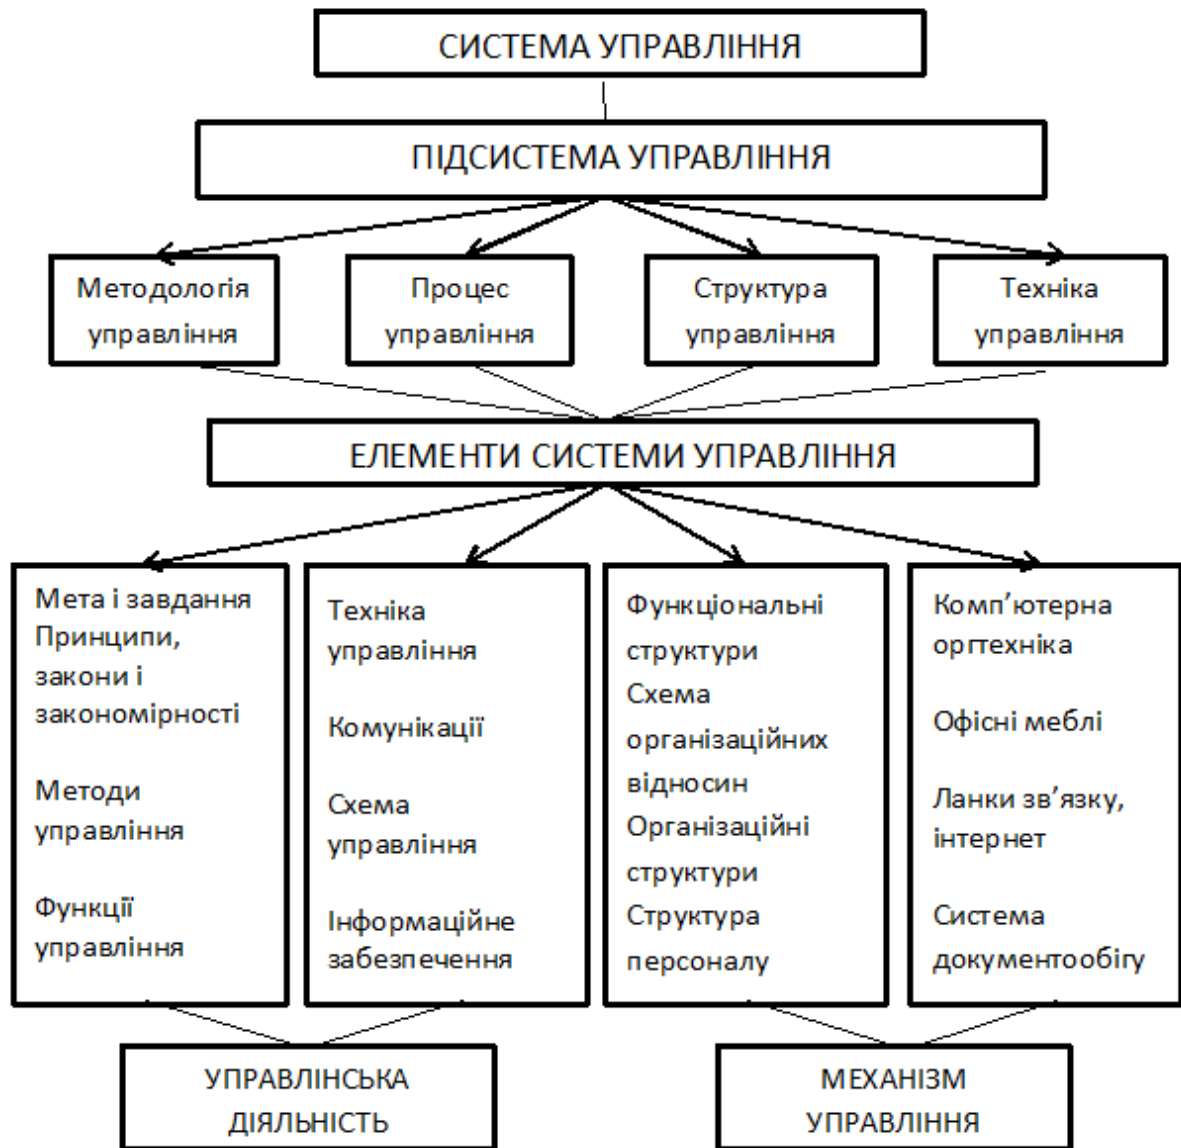 СИСТЕМА УПРАВЛІННЯ
ПІДСИСТЕМА УПРАВЛІННЯ
Методологія
управління
Процес
управління
Структура
управління
Техніка
управління
ЕЛЕМЕНТИ СИСТЕМИ УПРАВЛІННЯ
Мета і завдання
Принципи,
закони і
закономірності
Методи
управління
Функції
управління
Техніка
управління
Комунікації
Схема
управління
Інформаційне
забезпечення
Функціональні
структури
Схема
організаційних
відносин
Організаційні
структури
Структура
персоналу
Комп’ютерна
оргтехніка
Офісні меблі
Ланки зв’язку,
інтернет
Система
документообігу
УПРАВЛІНСЬКА
ДІЯЛЬНІСТЬ
МЕХАНІЗМ
УПРАВЛІННЯ